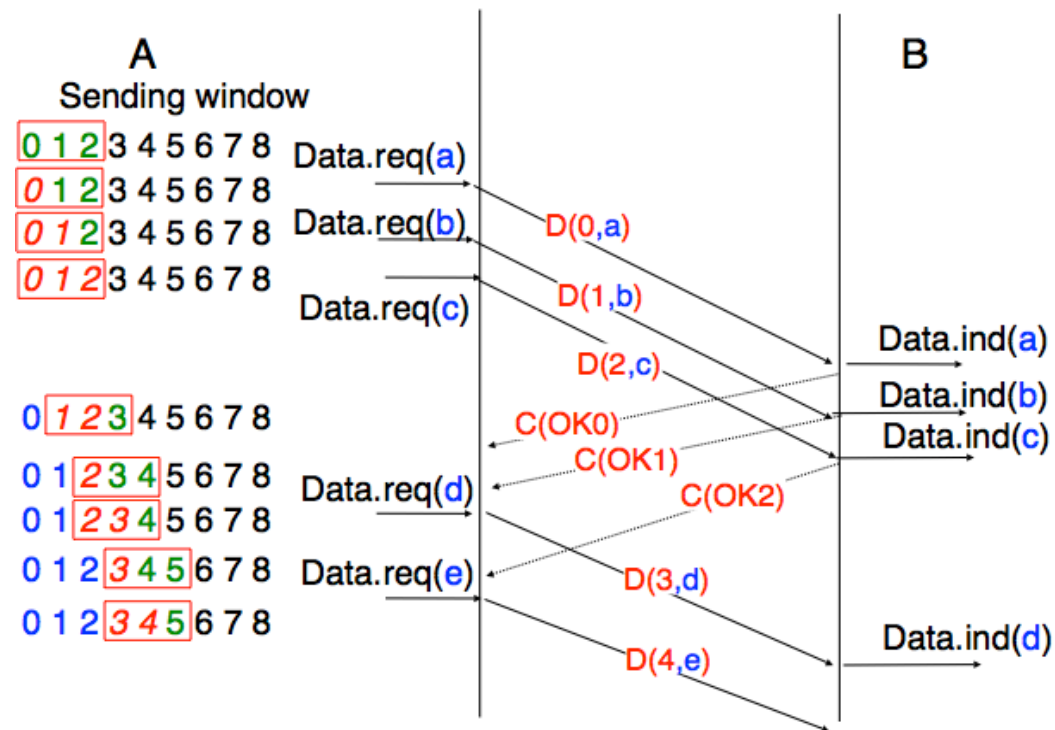 A
B
Sending window
0 1 2 3 4 5 6 7 8
Data.req(a)
0 1 2 3 4 5 6 7 8
Data.req(b)
D(0,a)
0 1 2 3 4 5 6 7 8
0 1 2 3 4 5 6 7 8
D(1,b)
Data.req(c)
Data.ind(a)
D(2,c)
Data.ind(b)
0 1 2 3 4 5 6 7 8
C(OK0)
Data.ind(c)
C(OK1)
0 1 2 3 4 5 6 7 8
Data.req(d)
C(OK2)
0 1 2 3 4 5 6 7 8
0 1 2 3 4 5 6 7 8
Data.req(e)
D(3,d)
0 1 2 3 4 5 6 7 8
Data.ind(d)
D(4,e)